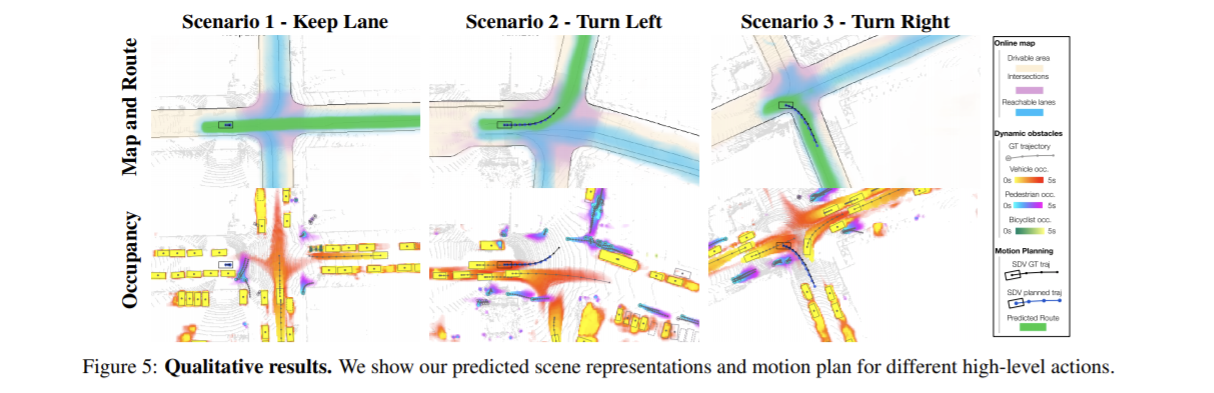 Scenario 1 - Keep Lane
Scenario 2 - Turn Left
Scenario 3 - Turn Right
Map and Route
Occupancy
Online map
Drivable area
Intersections
Reachable lanes
Dynamic obstacles
GT trajectory
Vehicle occ.
0s 5s
Pedestrian occ.
0s 5s
Bicyclist occ.
0s 5s
Motion Planning
SDV GT traj
SDV planned traj
Predicted Route
Figure 5: Qualitative results. We show our predicted scene representations and motion plan for different high-level actions.